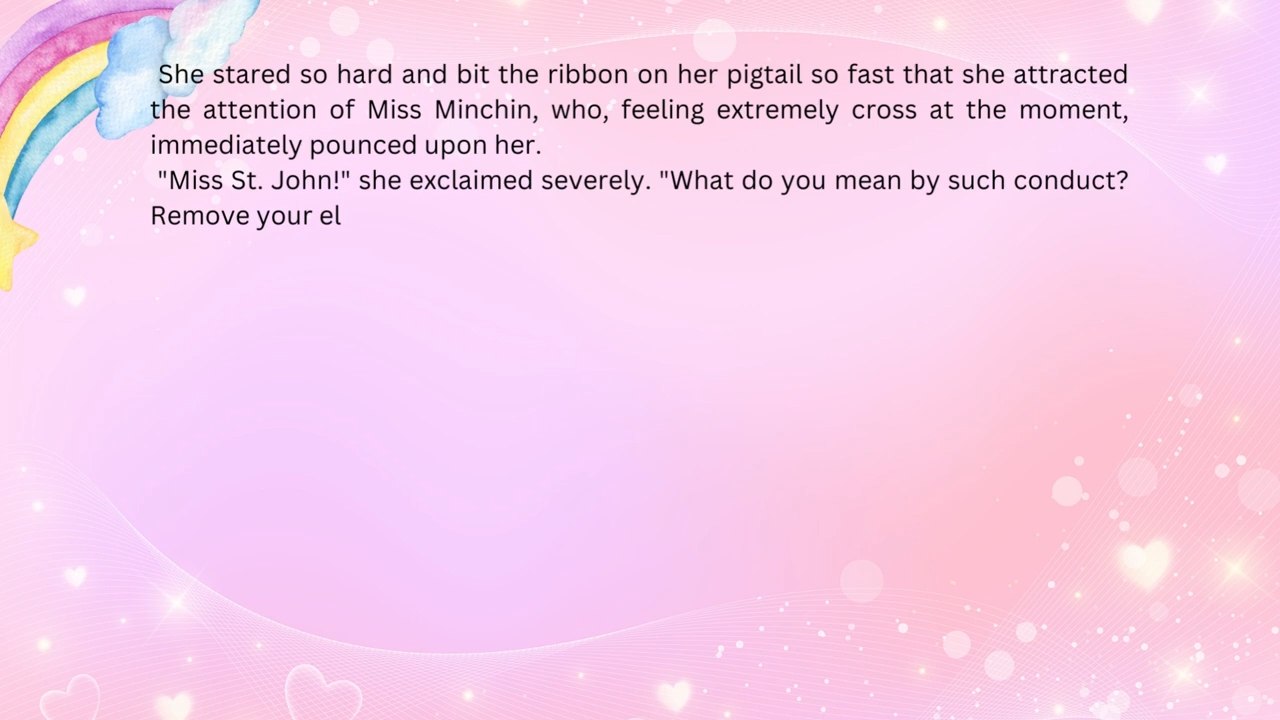 She stared so hard and bit the ribbon on her pigtail so fast that she attracted
the attention of Miss Minchin, who, feeling extremely cross at the moment,
immediately pounced upon her.
"Miss St. John!" she exclaimed severely. "What do you mean by such conduct?
Remove your el